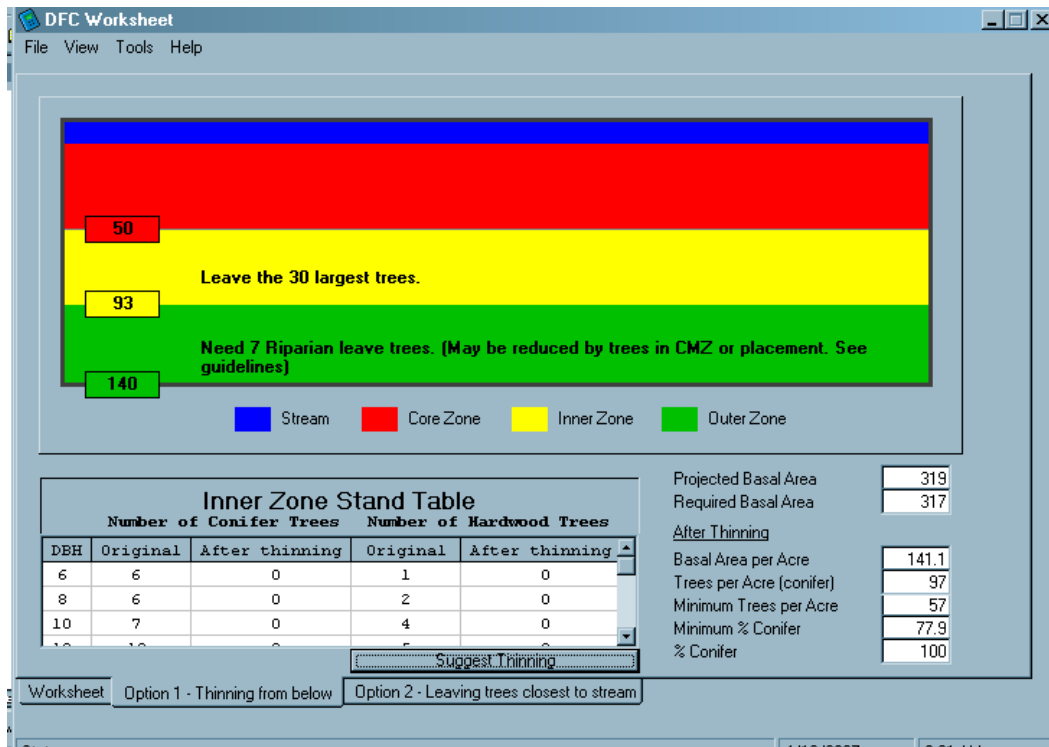 DFC Worksheet
File View Tools Help
50
Leave the 30 largest trees.
93
Need 7 Riparian leave trees. (May be reduced by trees in CMZ or placement. See
guidelines)
140
Stream Core Zone Inner Zone Outer Zone
Inner Zone Stand Table
Number of Conifer Trees Number of Hardwood Trees
DBH Original After thinning Original After thinning
6 6 0 1 0
8 6 0 2 0
10 7 0 4 0
Suggest Thinning
Projected Basal Area 319
Required Basal Area 317
After Thinning
Basal Area per Acre 141.1
Trees per Acre (conifer) 97
Minimum Trees per Acre 57
Minimum % Conifer 77.9
% Conifer 100
Worksheet Option 1 - Thinning from below Option 2 - Leaving trees closest to stream